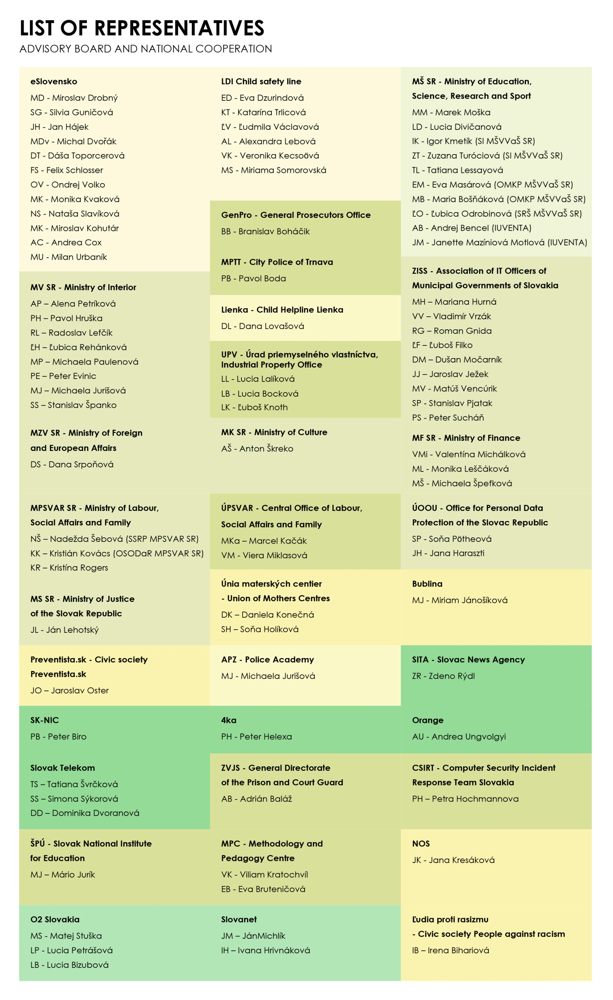 LIST OF REPRESENTATIVES
ADVISORY BOARD AND NATIONAL COOPERATION
eSlovensko
MD - Miroslav Drobný
SG - Silvia Guničová
JH - Jan Hájek
MDv - Michal Dvořák
DT - Dáša Toporcerová
FS - Felix Schlosser
OV - Ondrej Volko
MK - Monika Kvaková
NS - Nataša Slavíková
MK - Miroslav Kohutár
AC - Andrea Cox
MU - Milan Urbaník
MV SR - Ministry of Interior
AP – Alena Petríková
PH – Pavol Hruška
RL – Radoslav Lefčík
ĽH – Ľubica Rehánková
MP – Michaela Paulenová
PE – Peter Evinic
MJ – Michaela Jurišová
SS – Stanislav Španko
MZV SR - Ministry of Foreign
and European Affairs
DS - Dana Srpoňová
MPSVAR SR - Ministry of Labour,
Social Affairs and Family
NŠ – Nadežda Šebová (SSRP MPSVAR SR)
KK – Kristián Kovács (OSODaR MPSVAR SR)
KR – Kristína Rogers
MS SR - Ministry of Justice
of the Slovak Republic
JL - Ján Lehotský
Preventista.sk - Civic society
Preventista.sk
JO – Jaroslav Oster
SK-NIC
PB - Peter Biro
Slovak Telekom
TS – Tatiana Švrčková
SS – Simona Sýkorová
DD – Dominika Dvoranová
ŠPÚ - Slovak National Institute
for Education
MJ – Mário Jurík
O2 Slovakia
MS - Matej Stuška
LP - Lucia Petrášová
LB - Lucia Bizubová
LDI Child safety line
ED - Eva Dzurindová
KT - Katarína Trlicová
ĽV - Ľudmila Václavová
AL - Alexandra Lebová
VK - Veronika Kecsoövá
MS - Miriama Somorovská
GenPro - General Prosecutors Office
BB - Branislav Boháčik
MPTT - City Police of Trnava
PB - Pavol Boda
Lienka - Child Helpline Lienka
DL - Dana Lovašová
UPV - Úrad priemyselného vlastníctva,
Industrial Property Office
LL - Lucia Lalíková
LB - Lucia Bocková
LK - Ľuboš Knoth
MK SR - Ministry of Culture
AŠ - Anton Škreko
ÚPSVAR - Central Office of Labour,
Social Affairs and Family
MKa – Marcel Kačák
VM - Viera Miklasová
Únia materských centier
- Union of Mothers Centres
DK – Daniela Konečná
SH – Soňa Holíková
APZ - Police Academy
MJ - Michaela Jurišová
4ka
PH - Peter Helexa
ZVJS - General Directorate
of the Prison and Court Guard
AB - Adrián Baláž
MPC - Methodology and
Pedagogy Centre
VK - Viliam Kratochvíl
EB - Eva Bruteničová
Slovanet
JM – JánMichlík
IH – Ivana Hrivnáková
MŠ SR - Ministry of Education,
Science, Research and Sport
MM - Marek Moška
LD - Lucia Divičanová
IK - Igor Kmetík (SI MŠVVaŠ SR)
ZT - Zuzana Turóciová (SI MŠVVaŠ SR)
TL - Tatiana Lessayová
EM - Eva Masárová (OMKP MŠVVaŠ SR)
MB - Maria Bošňáková (OMKP MŠVVaŠ SR)
ĽO - Ľubica Odrobinová (SRŠ MŠVVaŠ SR)
AB - Andrej Bencel (IUVENTA)
JM - Janette Mazíniová Motlová (IUVENTA)
ZISS - Association of IT Officers of
Municipal Governments of Slovakia
MH – Mariana Hurná
VV – Vladimír Vrzák
RG – Roman Gnida
ĽF – Ľuboš Filko
DM – Dušan Močarník
JJ – Jaroslav Ježek
MV - Matúš Vencúrik
SP - Stanislav Pjatak
PS - Peter Sucháň
MF SR - Ministry of Finance
VMi - Valentína Michálková
ML - Monika Leščáková
MŠ - Michaela Špeťková
ÚOOU - Office for Personal Data
Protection of the Slovac Republic
SP - Soňa Pötheová
JH - Jana Haraszti
Bublina
MJ - Miriam Jánošíková
SITA - Slovac News Agency
ZR - Zdeno Rýdl
Orange
AU - Andrea Ungvolgyi
CSIRT - Computer Security Incident
Response Team Slovakia
PH – Petra Hochmannova
NOS
JK - Jana Kresáková
Ľudia proti rasizmu
- Civic society People against racism
IB – Irena Bihariová